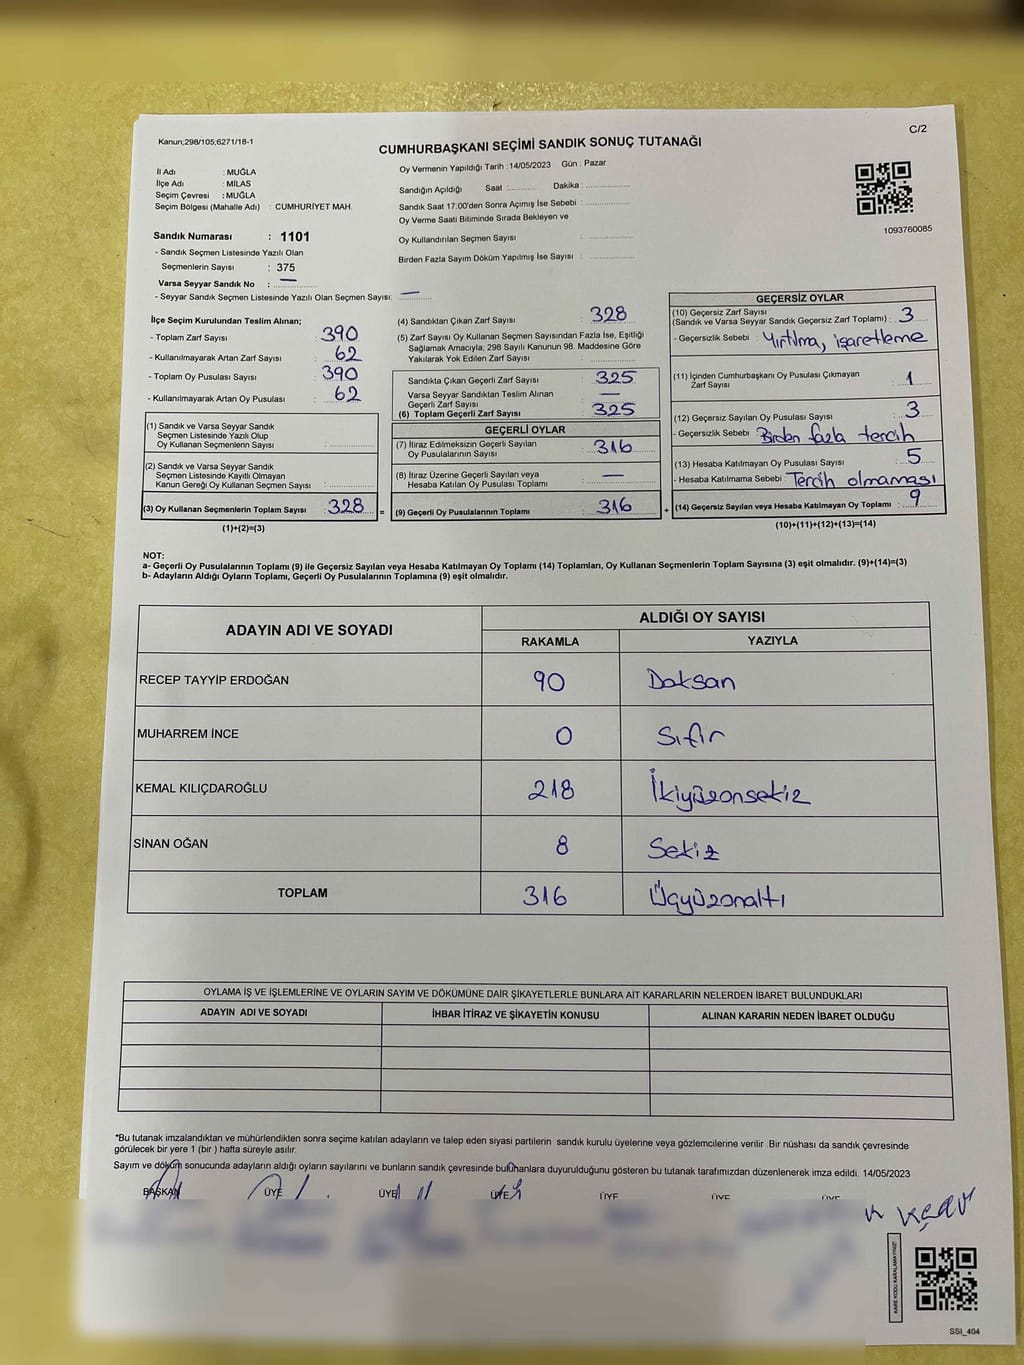 Kanun;298/105;6271/18-1
C/2
CUMHURBAŞKANI SEÇİMİ SANDIK SONUÇ TUTANAĞI
İl Adı : MUĞLA
İlçe Adı : MİLAS
Seçim Çevresi : MUĞLA
Seçim Bölgesi (Mahalle Adı) : CUMHURİYET MAH.
Sandık Numarası : 1101
- Sandık Seçmen Listesinde Yazılı Olan
Seçmenlerin Sayısı : 375
Varsa Seyyar Sandık No : —
- Seyyar Sandık Seçmen Listesinde Yazılı Olan Seçmen Sayısı: —
Oy Vermenin Yapıldığı Tarih : 14/05/2023 Gün : Pazar
Sandığın Açıldığı Saat :.......... Dakika :................
Sandık Saat 17:00'den Sonra Açımış İse Sebebi :................
Oy Verme Saati Bitiminde Sırada Bekleyen ve
Oy Kullandırılan Seçmen Sayısı :................
Birden Fazla Sayım Döküm Yapılmış İse Sayısı :................
1093760085
İlçe Seçim Kurulundan Teslim Alınan;
- Toplam Zarf Sayısı : 390
- Kullanılmayarak Artan Zarf Sayısı : 62
- Toplam Oy Pusulası Sayısı : 390
- Kullanılmayarak Artan Oy Pusulası : 62
(1) Sandık ve Varsa Seyyar Sandık
Seçmen Listesinde Yazılı Olup
Oy Kullanan Seçmenlerin Sayısı :................
(2) Sandık ve Varsa Seyyar Sandık
Seçmen Listesinde Kayıtlı Olmayan
Kanun Gereği Oy Kullanan Seçmen Sayısı :................
(3) Oy Kullanan Seçmenlerin Toplam Sayısı : 328
(1)+(2)=(3)
(4) Sandıktan Çıkan Zarf Sayısı : 328
(5) Zarf Sayısı Oy Kullanan Seçmen Sayısından Fazla İse, Eşitliği
Sağlamak Amacıyla; 298 Sayılı Kanunun 98. Maddesine Göre
Yakılarak Yok Edilen Zarf Sayısı :................
Sandıkta Çıkan Geçerli Zarf Sayısı : 325
Varsa Seyyar Sandıktan Teslim Alınan
Geçerli Zarf Sayısı : —
(6) Toplam Geçerli Zarf Sayısı : 325
GEÇERLİ OYLAR
(7) İtiraz Edilmeksizin Geçerli Sayılan
Oy Pusulalarının Sayısı : 316
(8) İtiraz Üzerine Geçerli Sayılan veya
Hesaba Katılan Oy Pusulası Toplamı : —
= (9) Geçerli Oy Pusulalarının Toplamı : 316 +
GEÇERSİZ OYLAR
(10) Geçersiz Zarf Sayısı
(Sandık ve Varsa Seyyar Sandık Geçersiz Zarf Toplamı) : 3
- Geçersizlik Sebebi : Yırtılma, işaretleme
(11) İçinden Cumhurbaşkanı Oy Pusulası Çıkmayan
Zarf Sayısı : 1
(12) Geçersiz Sayılan Oy Pusulası Sayısı : 3
- Geçersizlik Sebebi : Birden fazla tercih
(13) Hesaba Katılmayan Oy Pusulası Sayısı : 5
- Hesaba Katılmama Sebebi : Tercih olmaması
(14) Geçersiz Sayılan veya Hesaba Katılmayan Oy Toplamı : 9
(10)+(11)+(12)+(13)=(14)
NOT:
a- Geçerli Oy Pusulalarının Toplamı (9) ile Geçersiz Sayılan veya Hesaba Katılmayan Oy Toplamı (14) Toplamları, Oy Kullanan Seçmenlerin Toplam Sayısına (3) eşit olmalıdır. (9)+(14)=(3)
b- Adayların Aldığı Oyların Toplamı, Geçerli Oy Pusulalarının Toplamına (9) eşit olmalıdır.
ADAYIN ADI VE SOYADI
ALDIĞI OY SAYISI
RAKAMLA YAZIYLA
RECEP TAYYİP ERDOĞAN 90 Doksan
MUHARREM İNCE 0 Sıfır
KEMAL KILIÇDAROĞLU 218 İkiyüzonsekiz
SİNAN OĞAN 8 Sekiz
TOPLAM 316 Üçyüzonaltı
OYLAMA İŞ VE İŞLEMLERİNE VE OYLARIN SAYIM VE DÖKÜMÜNE DAİR ŞİKAYETLERLE BUNLARA AİT KARARLARIN NELERDEN İBARET BULUNDUKLARI
ADAYIN ADI VE SOYADI İHBAR İTİRAZ VE ŞİKAYETİN KONUSU ALINAN KARARIN NEDEN İBARET OLDUĞU
*Bu tutanak imzalandıktan ve mühürlendikten sonra seçime katılan adayların ve talep eden siyasi partilerin sandık kurulu üyelerine veya gözlemcilerine verilir .Bir nüshası da sandık çevresinde
görülecek bir yere 1 (bir ) hafta süreyle asılır.
Sayım ve döküm sonucunda adayların aldığı oyların sayılarını ve bunların sandık çevresinde bulunanlara duyurulduğunu gösteren bu tutanak tarafımızdan düzenlenerek imza edildi. 14/05/2023
BAŞKAN ÜYE ÜYE ÜYE ÜYE ÜYE ÜYE
KARE KODU KARALAMAYINIZ!
SSI_404